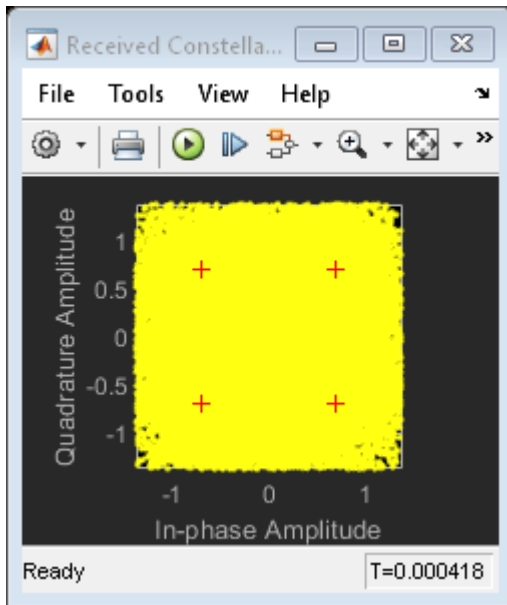 Received Constella...
File Tools View Help
Quadrature Amplitude
1
0.5
0
-0.5
-1
-1 0 1
In-phase Amplitude
Ready T=0.000418